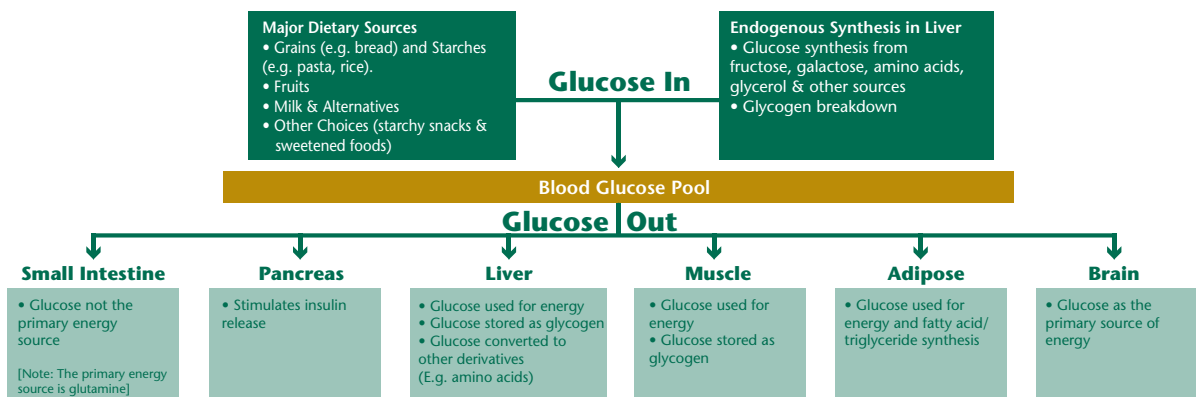 Major Dietary Sources
• Grains (e.g. bread) and Starches
(e.g. pasta, rice).
• Fruits
• Milk & Alternatives
• Other Choices (starchy snacks &
sweetened foods)
Glucose In
Endogenous Synthesis in Liver
• Glucose synthesis from
fructose, galactose, amino acids,
glycerol & other sources
• Glycogen breakdown
Blood Glucose Pool
Glucose Out
Small Intestine
• Glucose not the
primary energy
source
[Note: The primary energy
source is glutamine]
Pancreas
• Stimulates insulin
release
Liver
• Glucose used for energy
• Glucose stored as glycogen
• Glucose converted to
other derivatives
(E.g. amino acids)
Muscle
• Glucose used for
energy
• Glucose stored as
glycogen
Adipose
• Glucose used for
energy and fatty acid/
triglyceride synthesis
Brain
• Glucose as the
primary source of
energy